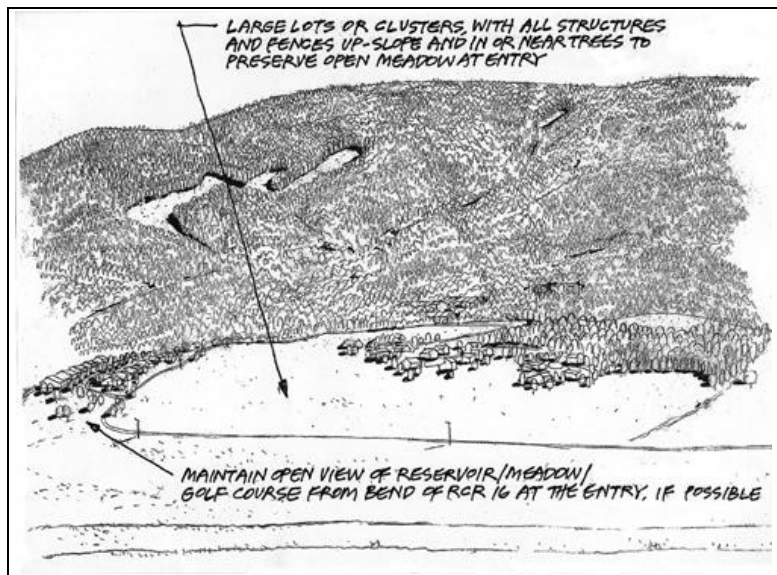 LARGE LOTS OR CLUSTERS, WITH ALL STRUCTURES
AND FENCES UP-SLOPE AND IN OR NEAR TREES TO
PRESERVE OPEN MEADOW AT ENTRY
MAINTAIN OPEN VIEW OF RESERVOIR/MEADOW/
GOLF COURSE FROM BEND OF RCR 16 AT THE ENTRY, IF POSSIBLE